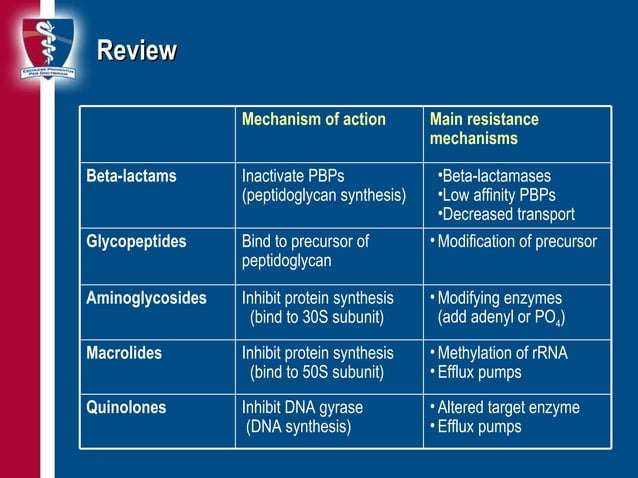 Review
Mechanism of action
Main resistance
mechanisms
Beta-lactams
Inactivate PBPs
(peptidoglycan synthesis)
•Beta-lactamases
•Low affinity PBPs
•Decreased transport
Glycopeptides
Bind to precursor of
peptidoglycan
• Modification of precursor
Aminoglycosides
Inhibit protein synthesis
(bind to 30S subunit)
• Modifying enzymes
(add adenyl or PO₄)
Macrolides
Inhibit protein synthesis
(bind to 50S subunit)
• Methylation of rRNA
• Efflux pumps
Quinolones
Inhibit DNA gyrase
(DNA synthesis)
• Altered target enzyme
• Efflux pumps